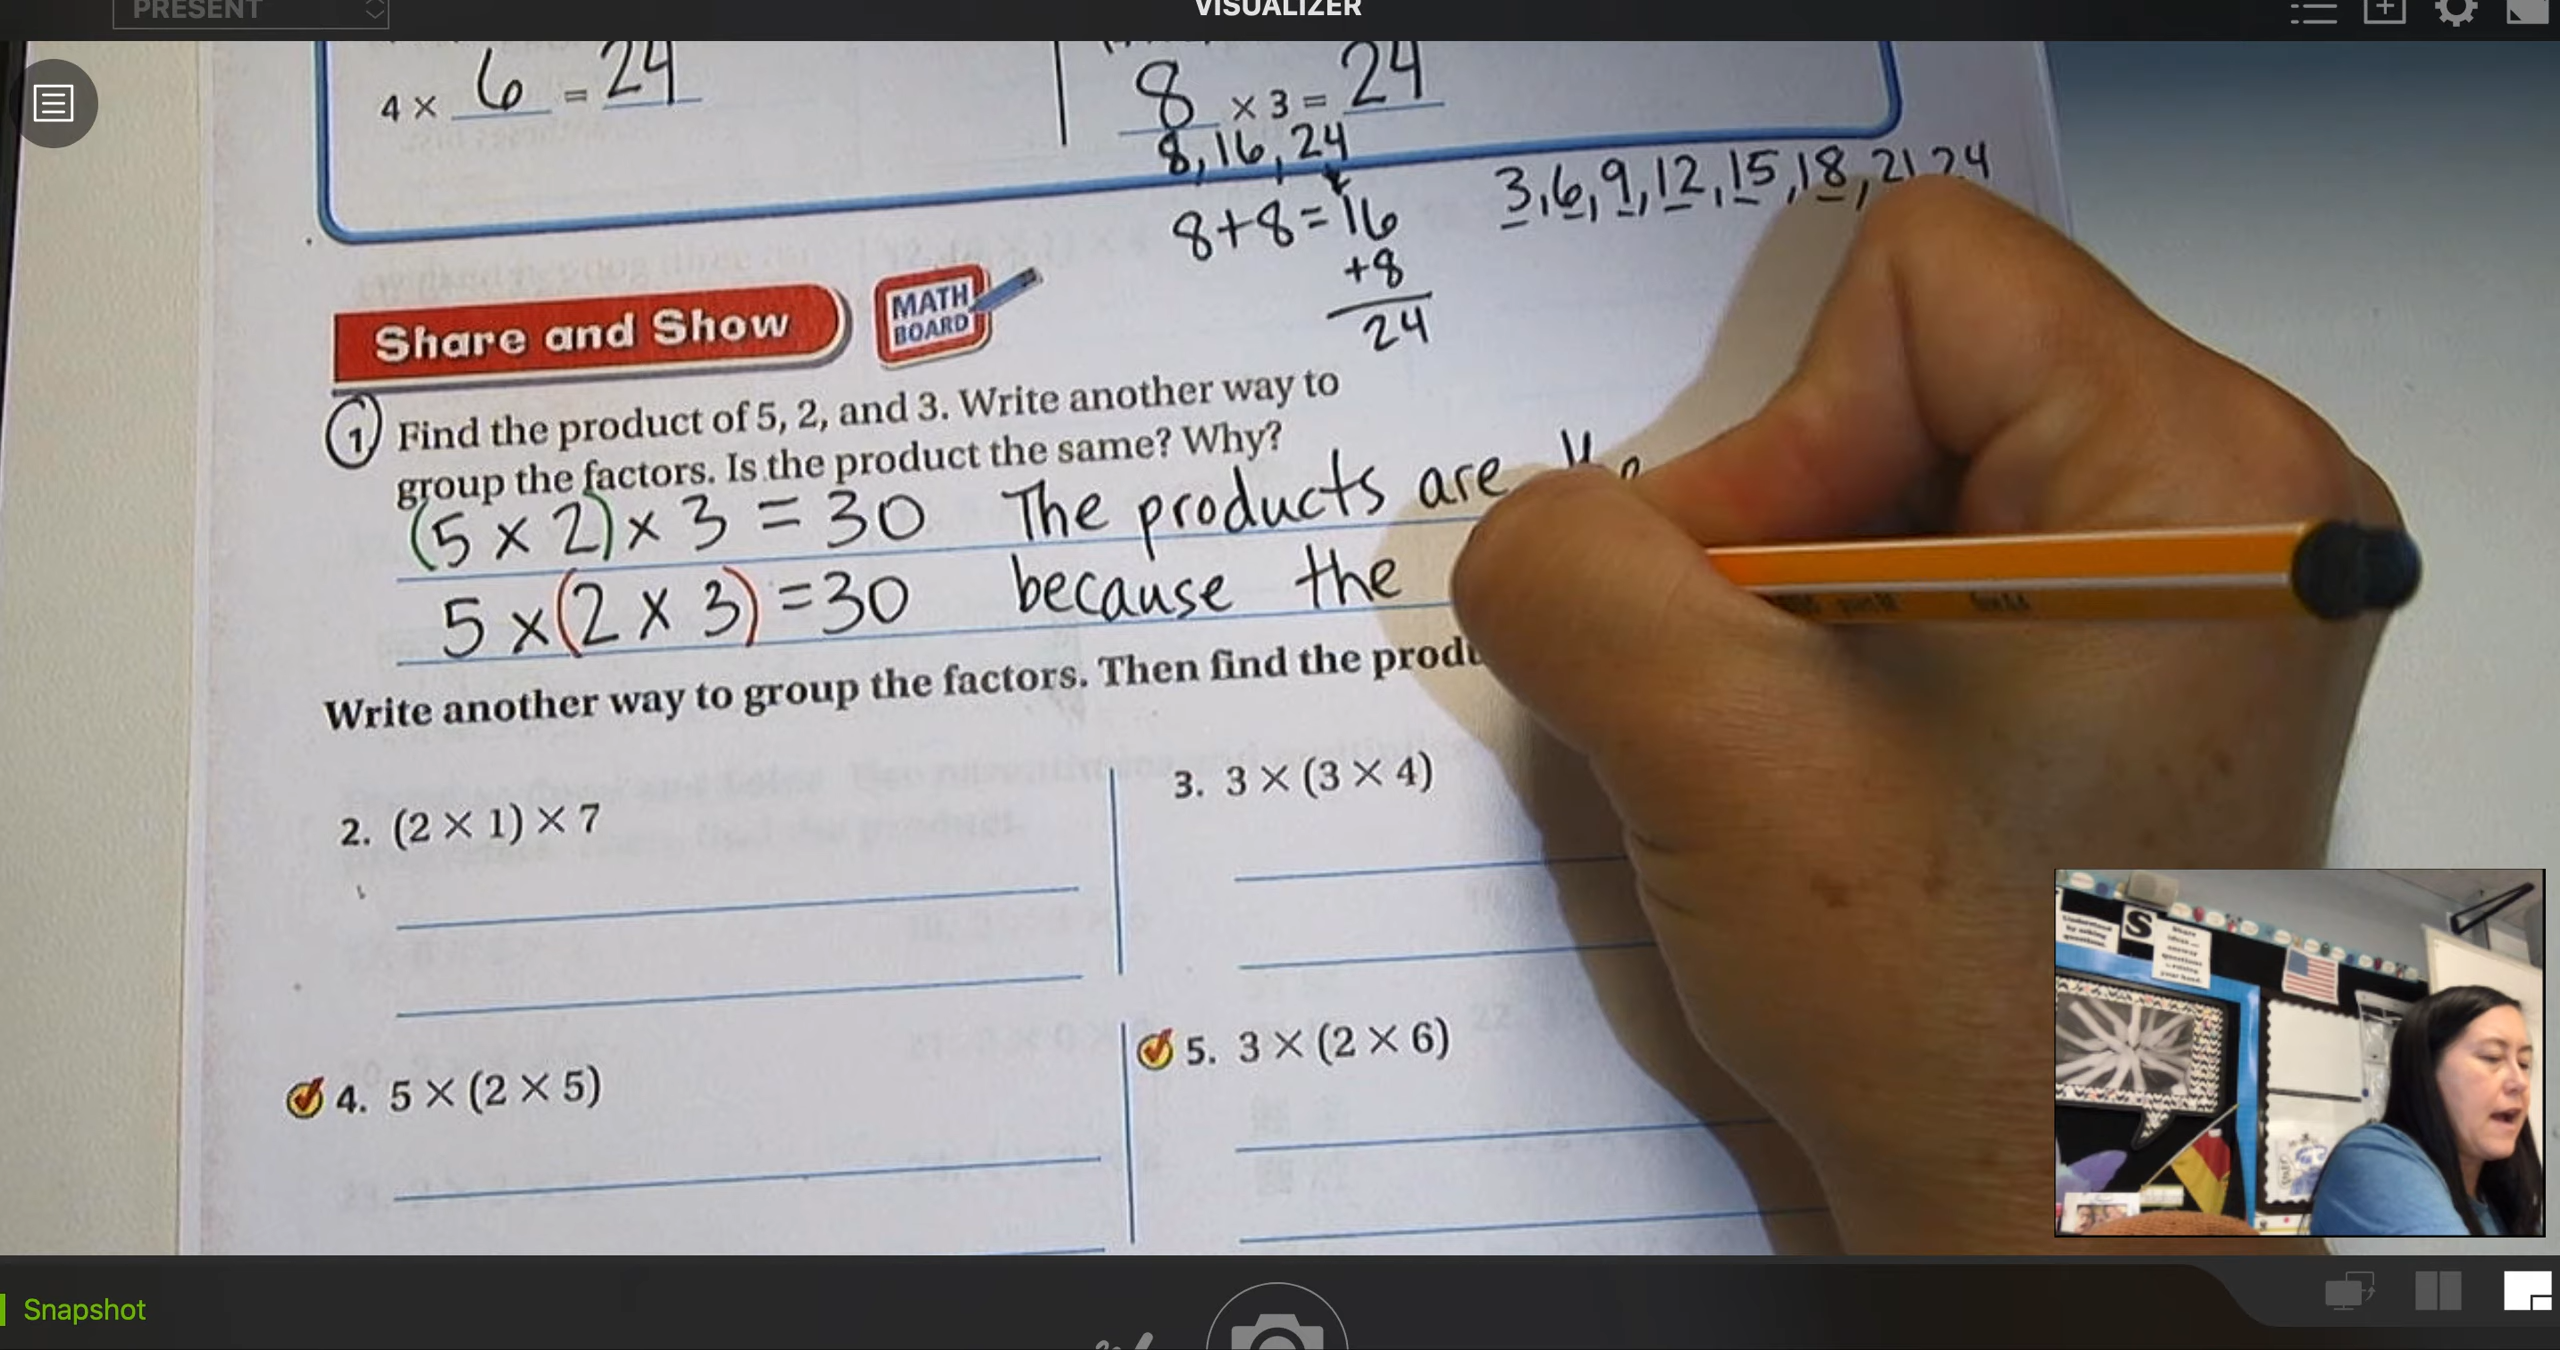 PRESENT
VISUALIZER
4 × 6 = 24
8 × 3 = 24
8, 16, 24
3, 6, 9, 12, 15, 18, 21 24
8+8=16
+8
24
Share and Show
MATH
BOARD
1 Find the product of 5, 2, and 3. Write another way to
group the factors. Is the product the same? Why?
(5 × 2) × 3 = 30 The products are
5 × (2 × 3) = 30 because the
Write another way to group the factors. Then find the
2. (2 × 1) × 7
3. 3 × (3 × 4)
4. 5 × (2 × 5)
5. 3 × (2 × 6)
S
Snapshot